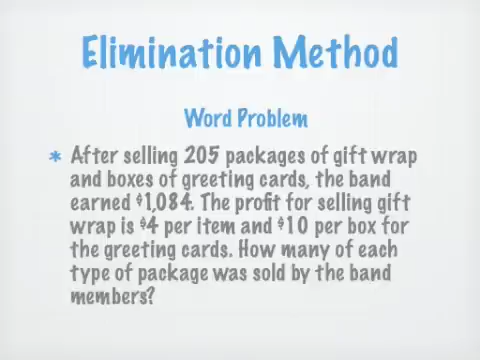 Elimination Method
Word Problem
* After selling 205 packages of gift wrap
and boxes of greeting cards, the band
earned $1,084. The profit for selling gift
wrap is $4 per item and $10 per box for
the greeting cards. How many of each
type of package was sold by the band
members?